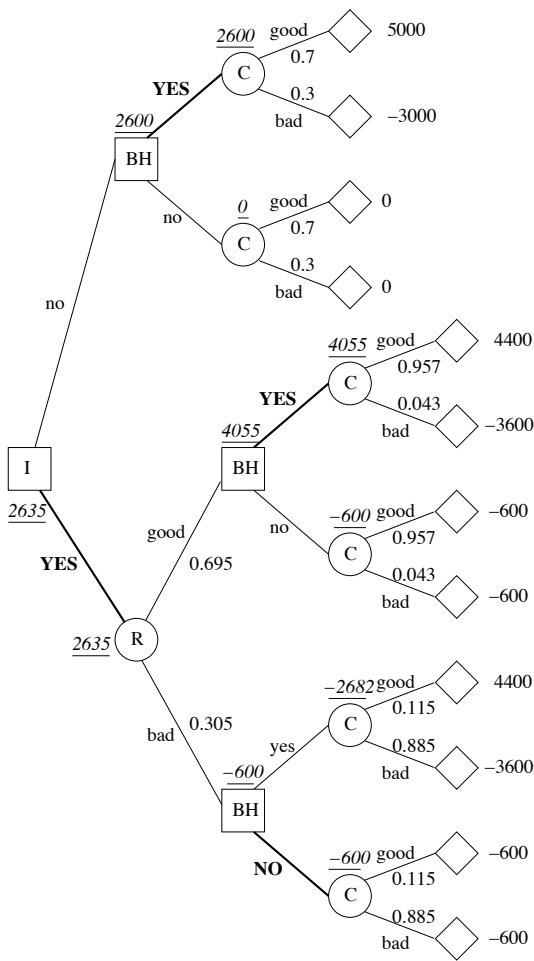 2600
good
5000
C
0.7
YES
0.3
bad
−3000
2600
BH
0
good
0
no
C
0.7
0.3
bad
0
no
4055
good
4400
C
0.957
YES
0.043
bad
−3600
4055
BH
I
2635
−600
good
−600
no
C
0.957
0.043
bad
−600
good
0.695
YES
2635
R
−2682
good
4400
C
0.115
bad
0.305
yes
0.885
bad
−3600
−600
BH
−600
good
−600
NO
C
0.115
0.885
bad
−600